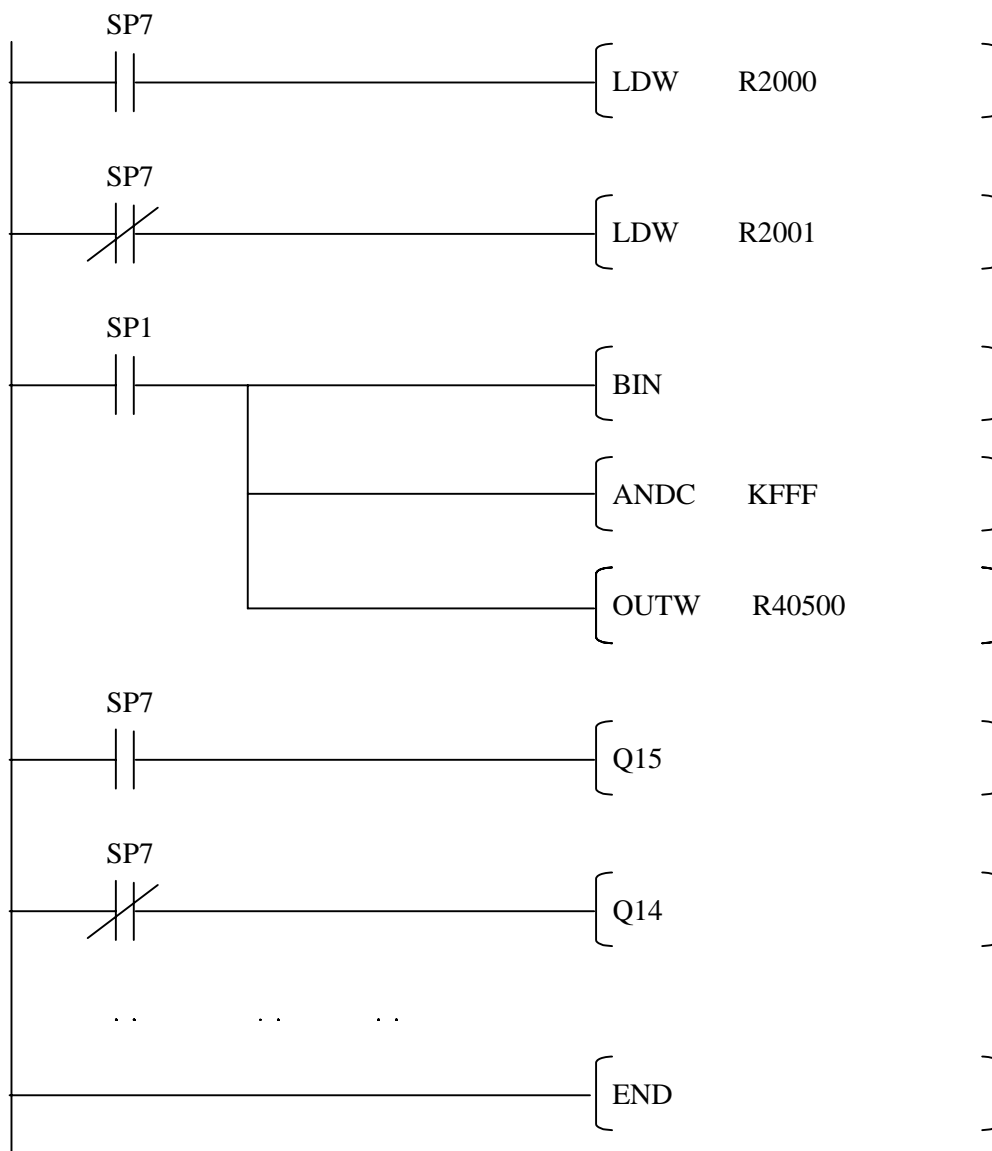 SP7
LDW R2000
SP7
LDW R2001
SP1
BIN
ANDC KFFF
OUTW R40500
SP7
Q15
SP7
Q14
.. .. ..
END